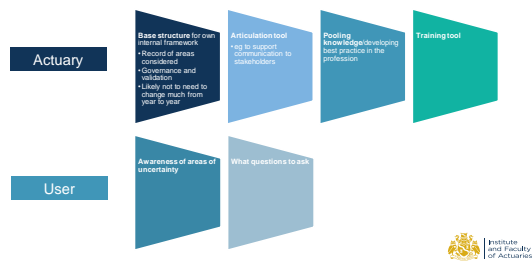 Actuary
Base structure for own
internal framework
•Record of areas
considered
•Governance and
validation
•Likely not to need to
change much from
year to year
Articulation tool
•eg to support
communication to
stakeholders
Pooling
knowledge/developing
best practice in the
profession
Training tool
User
Awareness of areas of
uncertainty
What questions to ask
Institute
and Faculty
of Actuaries